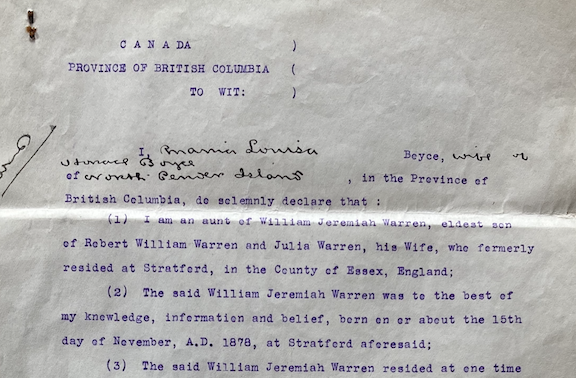 CANADA )
PROVINCE OF BRITISH COLUMBIA (
TO WIT: )
I, Mamie Louisa Boyce, wife of
Horace Boyce
of North Pender Island, in the Province of
British Columbia, do solemnly declare that :
(1) I am an aunt of William Jeremiah Warren, eldest son
of Robert William Warren and Julia Warren, his Wife, who formerly
resided at Stratford, in the County of Essex, England;
(2) The said William Jeremiah Warren was to the best of
my knowledge, information and belief, born on or about the 15th
day of November, A.D. 1878, at Stratford aforesaid;
(3) The said William Jeremiah Warren resided at one time